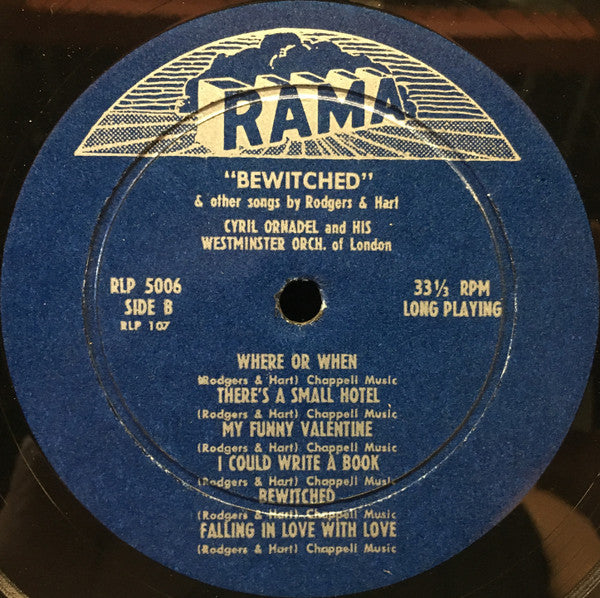 RAMA
"BEWITCHED"
& other songs by Rodgers & Hart
CYRIL ORNADEL and HIS
WESTMINSTER ORCH. of London
RLP 5006
SIDE B
RLP 107
33 1/3 RPM
LONG PLAYING
WHERE OR WHEN
(Rodgers & Hart) Chappell Music
THERE'S A SMALL HOTEL
(Rodgers & Hart) Chappell Music
MY FUNNY VALENTINE
(Rodgers & Hart) Chappell Music
I COULD WRITE A BOOK
(Rodgers & Hart) Chappell Music
BEWITCHED
(Rodgers & Hart) Chappell Music
FALLING IN LOVE WITH LOVE
(Rodgers & Hart) Chappell Music